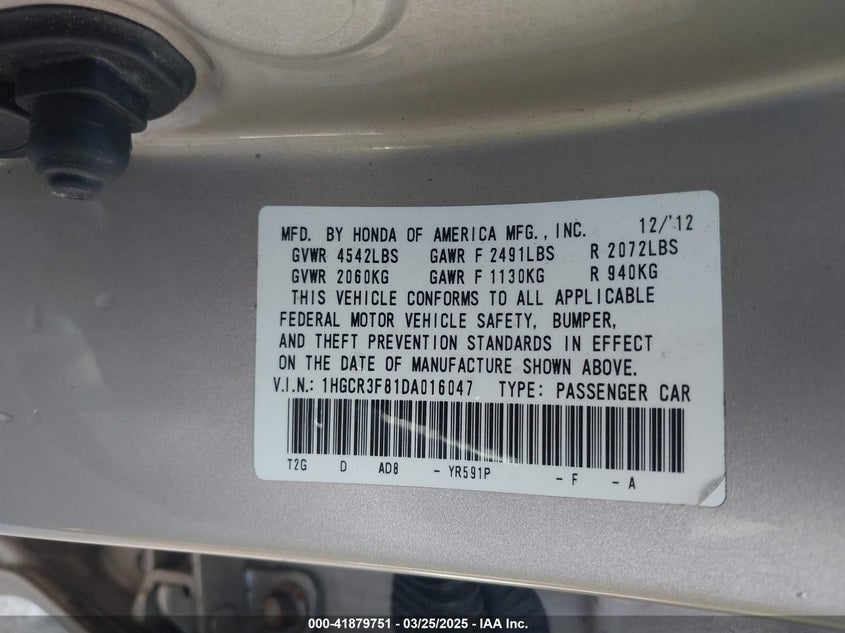 MFD. BY HONDA OF AMERICA MFG., INC. 12/'12
GVWR 4542LBS GAWR F 2491LBS R 2072LBS
GVWR 2060KG GAWR F 1130KG R 940KG
THIS VEHICLE CONFORMS TO ALL APPLICABLE
FEDERAL MOTOR VEHICLE SAFETY, BUMPER,
AND THEFT PREVENTION STANDARDS IN EFFECT
ON THE DATE OF MANUFACTURE SHOWN ABOVE.
V.I.N.: 1HGCR3F81DA016047 TYPE: PASSENGER CAR
T2G D AD8 - YR591P - F - A
000-41879751 - 03/25/2025 - IAA Inc.